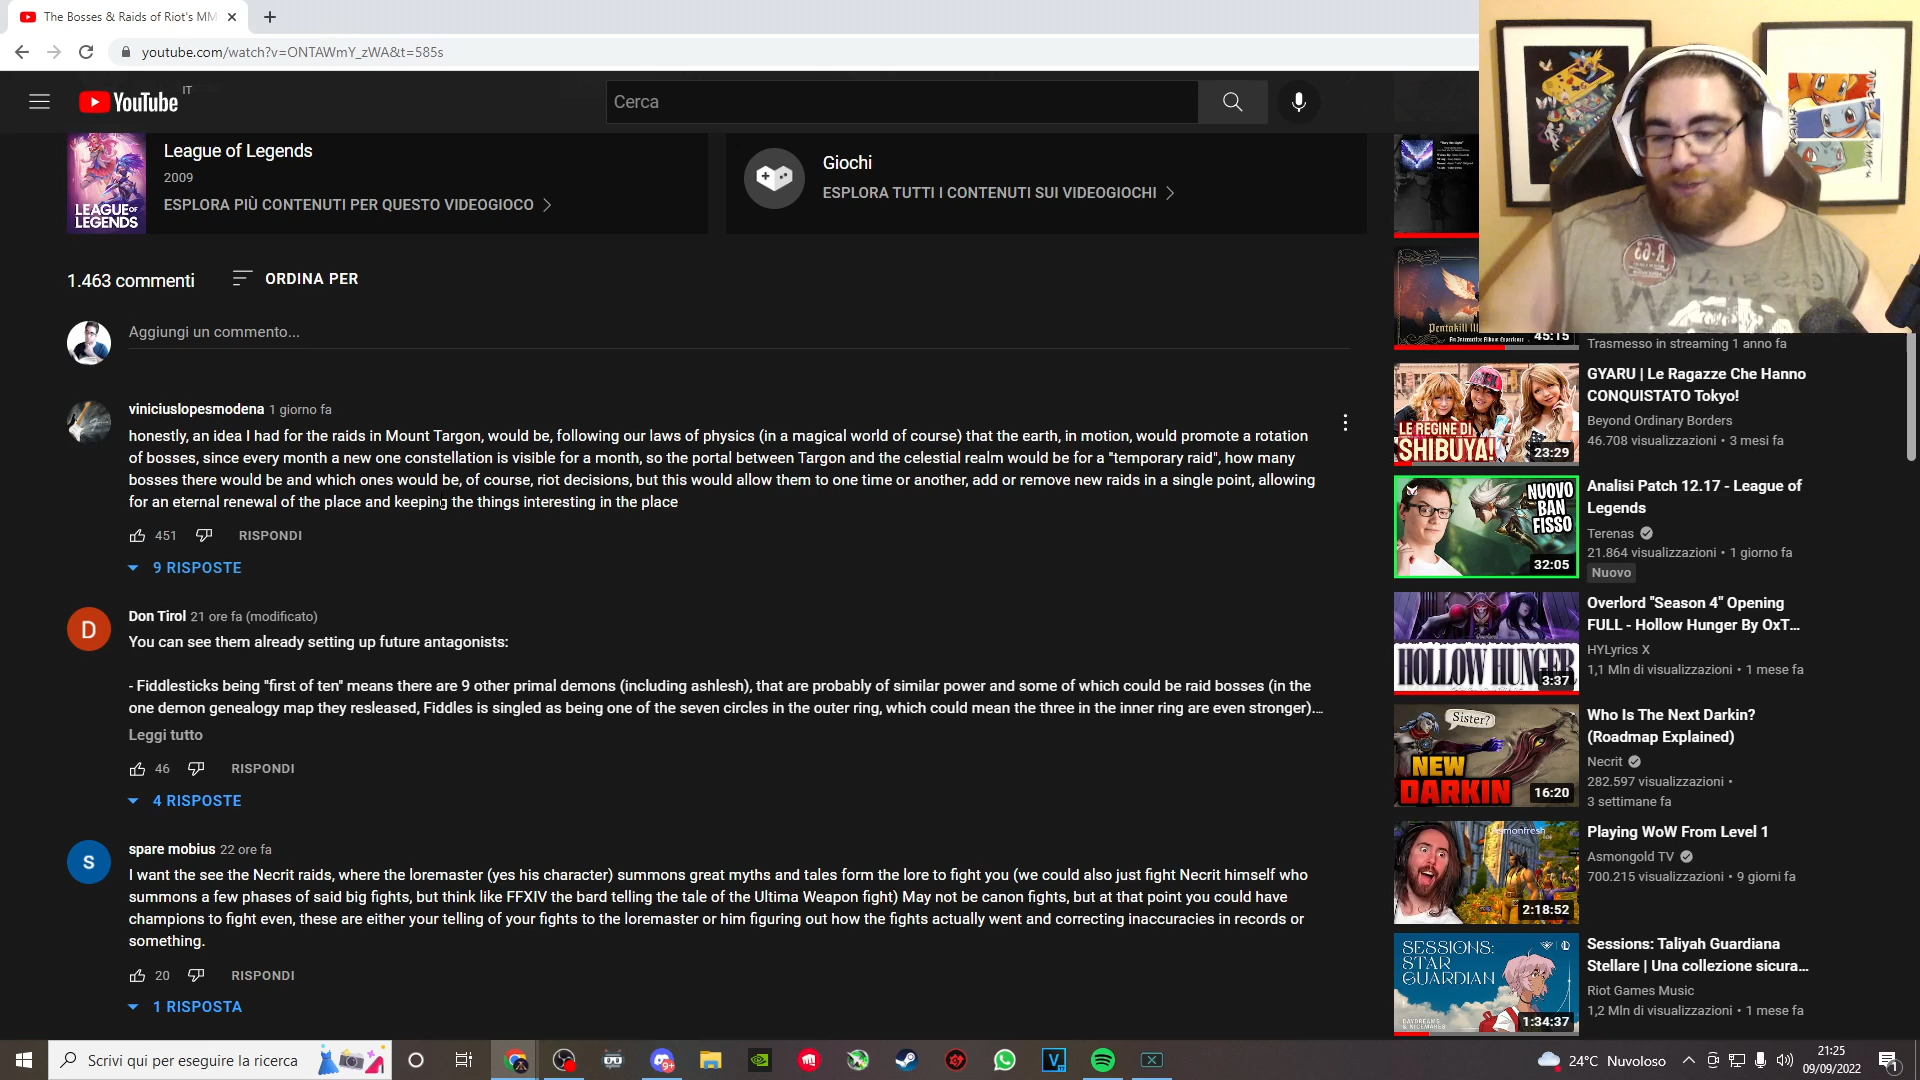 The Bosses & Raids of Riot's MM
youtube.com/watch?v=ONTAWmY_zWA&t=585s
YouTube IT
Cerca
League of Legends
2009
ESPLORA PIÙ CONTENUTI PER QUESTO VIDEOGIOCO
LEAGUE OF LEGENDS
Giochi
ESPLORA TUTTI I CONTENUTI SUI VIDEOGIOCHI
1.463 commenti
ORDINA PER
Aggiungi un commento...
viniciuslopesmodena 1 giorno fa
honestly, an idea I had for the raids in Mount Targon, would be, following our laws of physics (in a magical world of course) that the earth, in motion, would promote a rotation
of bosses, since every month a new one constellation is visible for a month, so the portal between Targon and the celestial realm would be for a "temporary raid", how many
bosses there would be and which ones would be, of course, riot decisions, but this would allow them to one time or another, add or remove new raids in a single point, allowing
for an eternal renewal of the place and keeping the things interesting in the place
451 RISPONDI
9 RISPOSTE
D
Don Tirol 21 ore fa (modificato)
You can see them already setting up future antagonists:
- Fiddlesticks being "first of ten" means there are 9 other primal demons (including ashlesh), that are probably of similar power and some of which could be raid bosses (in the
one demon genealogy map they resleased, Fiddles is singled as being one of the seven circles in the outer ring, which could mean the three in the inner ring are even stronger)....
Leggi tutto
46 RISPONDI
4 RISPOSTE
S
spare mobius 22 ore fa
I want the see the Necrit raids, where the loremaster (yes his character) summons great myths and tales form the lore to fight you (we could also just fight Necrit himself who
summons a few phases of said big fights, but think like FFXIV the bard telling the tale of the Ultima Weapon fight) May not be canon fights, but at that point you could have
champions to fight even, these are either your telling of your fights to the loremaster or him figuring out how the fights actually went and correcting inaccuracies in records or
something.
20 RISPONDI
1 RISPOSTA
Pentakill III
45:15
Trasmesso in streaming 1 anno fa
LE REGINE DI
SHIBUYA!
23:29
GYARU | Le Ragazze Che Hanno
CONQUISTATO Tokyo!
Beyond Ordinary Borders
46.708 visualizzazioni • 3 mesi fa
NUOVO
BAN
FISSO
32:05
Analisi Patch 12.17 - League of
Legends
Terenas
21.864 visualizzazioni • 1 giorno fa
Nuovo
HOLLOW HUNGER
3:37
Overlord "Season 4" Opening
FULL - Hollow Hunger By OxT...
HYLyrics X
1,1 Mln di visualizzazioni • 1 mese fa
Sister?
NEW
DARKIN
16:20
Who Is The Next Darkin?
(Roadmap Explained)
Necrit
282.597 visualizzazioni •
3 settimane fa
2:18:52
Playing WoW From Level 1
Asmongold TV
700.215 visualizzazioni • 9 giorni fa
SESSIONS:
STAR
GUARDIAN
1:34:37
Sessions: Taliyah Guardiana
Stellare | Una collezione sicura...
Riot Games Music
1,2 Mln di visualizzazioni • 1 mese fa
R-63
Scrivi qui per eseguire la ricerca
9+
24°C Nuvoloso
21:25
09/09/2022
1